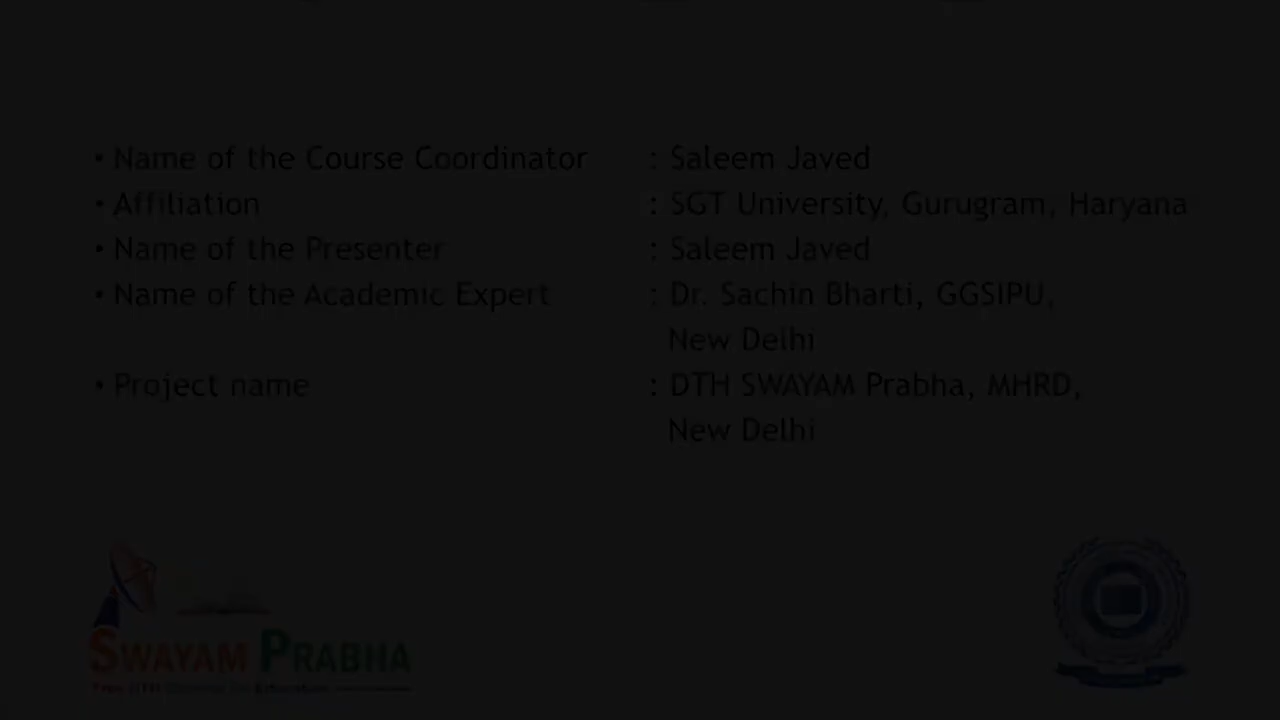 • Name of the Course Coordinator : Saleem Javed
• Affiliation : SGT University, Gurugram, Haryana
• Name of the Presenter : Saleem Javed
• Name of the Academic Expert : Dr. Sachin Bharti, GGSIPU,
New Delhi
• Project name : DTH SWAYAM Prabha, MHRD,
New Delhi
SWAYAM PRABHA